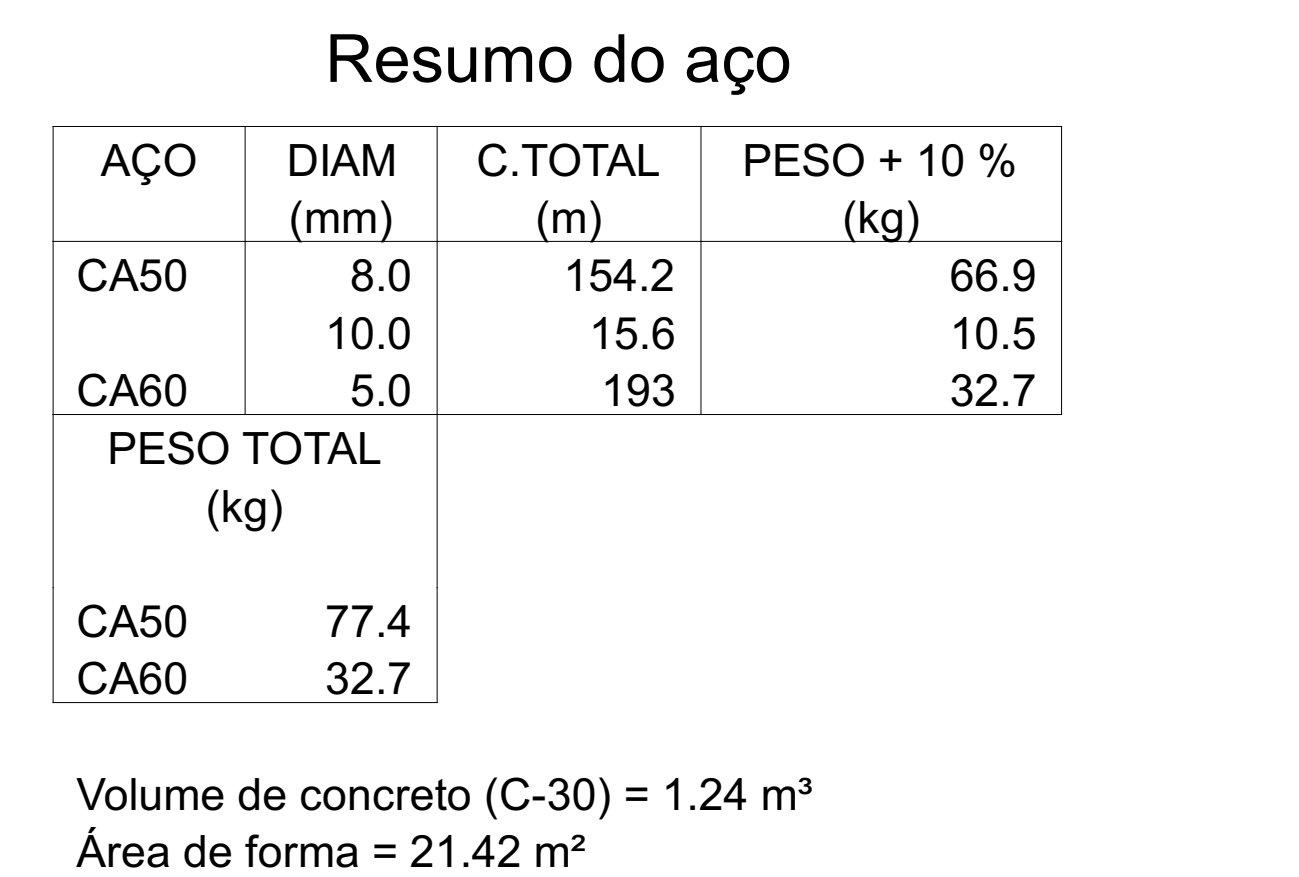 Resumo do aço
AÇO DIAM C.TOTAL PESO + 10 %
(mm) (m) (kg)
CA50 8.0 154.2 66.9
10.0 15.6 10.5
CA60 5.0 193 32.7
PESO TOTAL
(kg)
CA50 77.4
CA60 32.7
Volume de concreto (C-30) = 1.24 m³
Área de forma = 21.42 m²